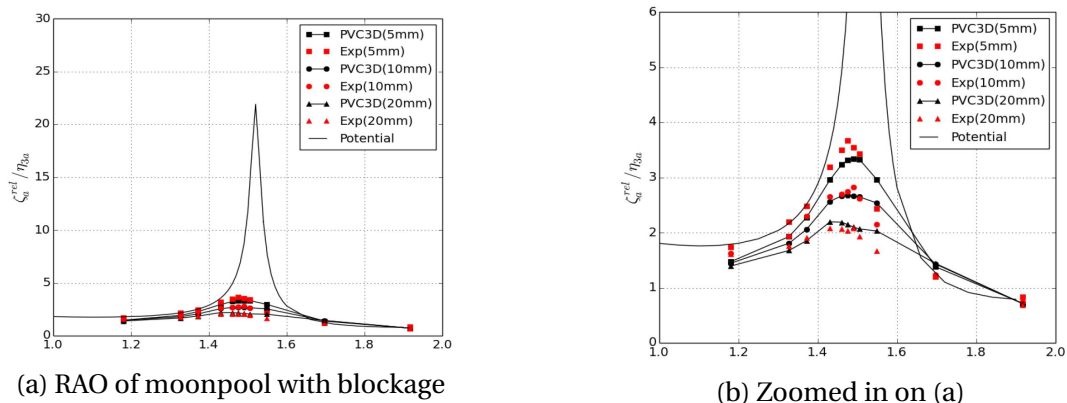 30
25
20
15
10
5
0
ζ_a^{rel}/η_{3a}
PVC3D(5mm)
Exp(5mm)
PVC3D(10mm)
Exp(10mm)
PVC3D(20mm)
Exp(20mm)
Potential
1.0 1.2 1.4 1.6 1.8 2.0
(a) RAO of moonpool with blockage
6
5
4
3
2
1
0
ζ_a^{rel}/η_{3a}
PVC3D(5mm)
Exp(5mm)
PVC3D(10mm)
Exp(10mm)
PVC3D(20mm)
Exp(20mm)
Potential
1.0 1.2 1.4 1.6 1.8 2.0
(b) Zoomed in on (a)